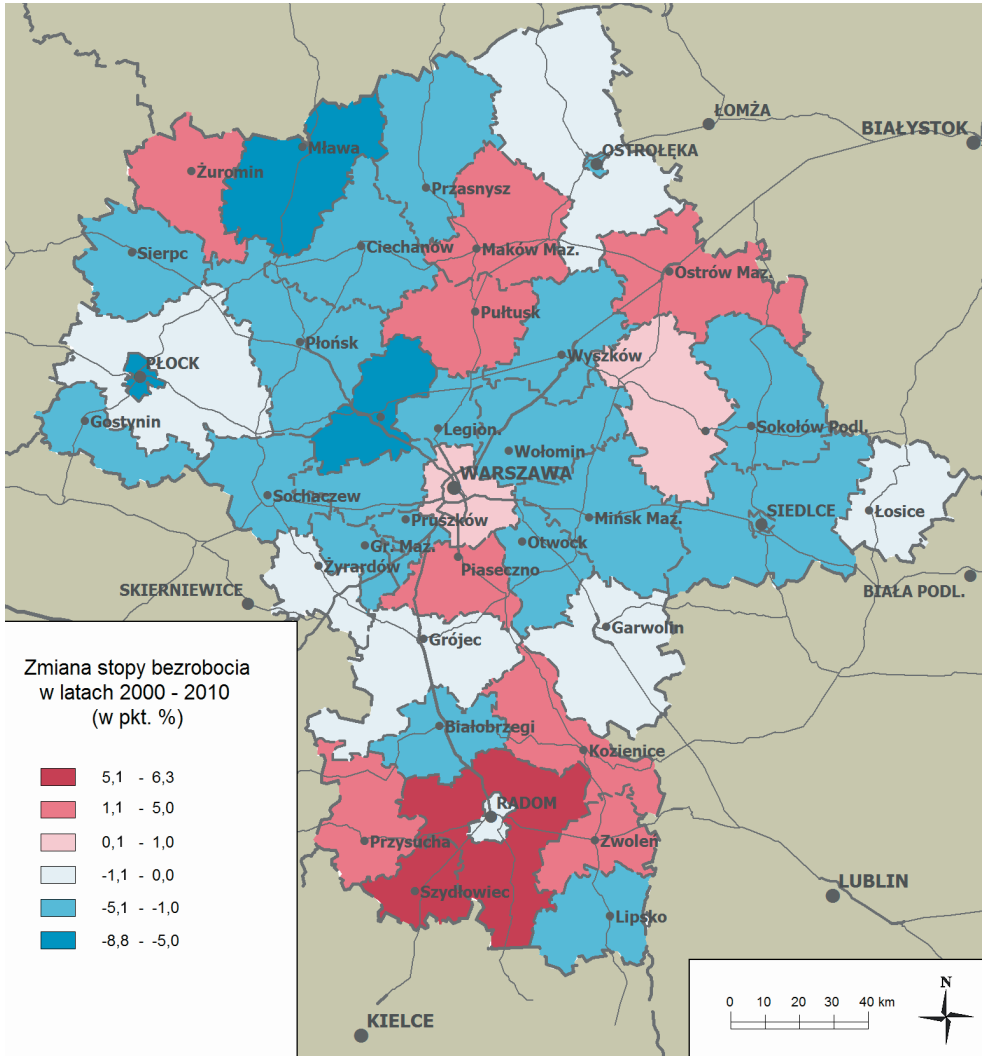 ŁOMŻA
BIAŁYSTOK
Mława
OSTROŁĘKA
Żuromin
Przasnysz
Sierpc
Ciechanów
Maków Maz.
Ostrów Maz.
Pułtusk
Płońsk
Wyszków
PŁOCK
Gostynin
Legion.
Sokołów Podl.
Wołomin
WARSZAWA
Sochaczew
Pruszków
Mińsk Maz.
SIEDLCE
Łosice
Gr. Maz.
Otwock
Żyrardów
Piaseczno
SKIERNIEWICE
BIAŁA PODL.
Garwolin
Grójec
Białobrzegi
Kozienice
RADOM
Przysucha
Zwoleń
Szydłowiec
LUBLIN
Lipsko
KIELCE
Zmiana stopy bezrobocia
w latach 2000 - 2010
(w pkt. %)
5,1 - 6,3
1,1 - 5,0
0,1 - 1,0
-1,1 - 0,0
-5,1 - -1,0
-8,8 - -5,0
N
0 10 20 30 40 km